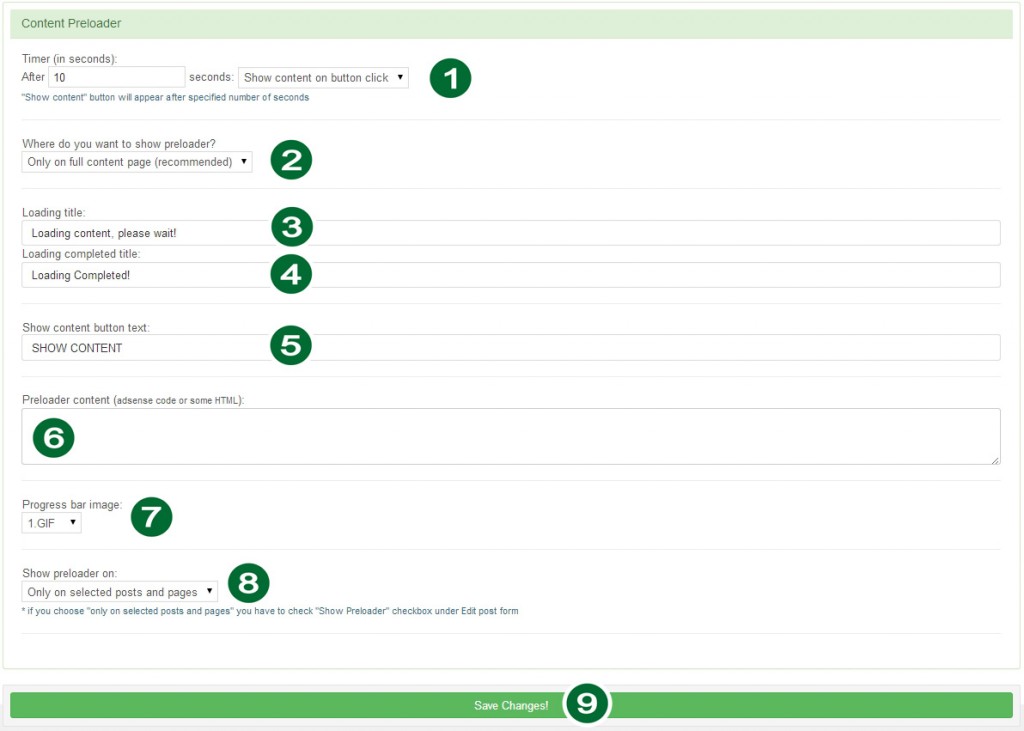 Content Preloader
Timer (in seconds):
After 10 seconds: Show content on button click 1
"Show content" button will appear after specified number of seconds
Where do you want to show preloader?
Only on full content page (recommended) 2
Loading title:
Loading content, please wait! 3
Loading completed title:
Loading Completed! 4
Show content button text:
SHOW CONTENT 5
Preloader content (adsense code or some HTML):
6
Progress bar image:
1.GIF 7
Show preloader on:
Only on selected posts and pages 8
* if you choose "only on selected posts and pages" you have to check "Show Preloader" checkbox under Edit post form
Save Changes! 9